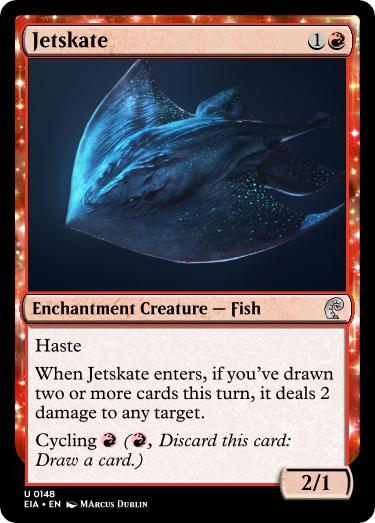 Jetskate 1
Enchantment Creature — Fish
Haste
When Jetskate enters, if you've drawn
two or more cards this turn, it deals 2
damage to any target.
Cycling (, Discard this card:
Draw a card.)
2/1
U 0148
EIA • EN Marcus Dublin